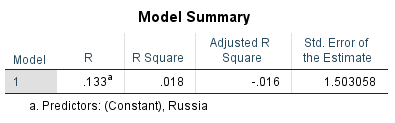 Model Summary
Model R R Square Adjusted R Square Std. Error of the Estimate
1 .133a .018 -.016 1.503058
a. Predictors: (Constant), Russia